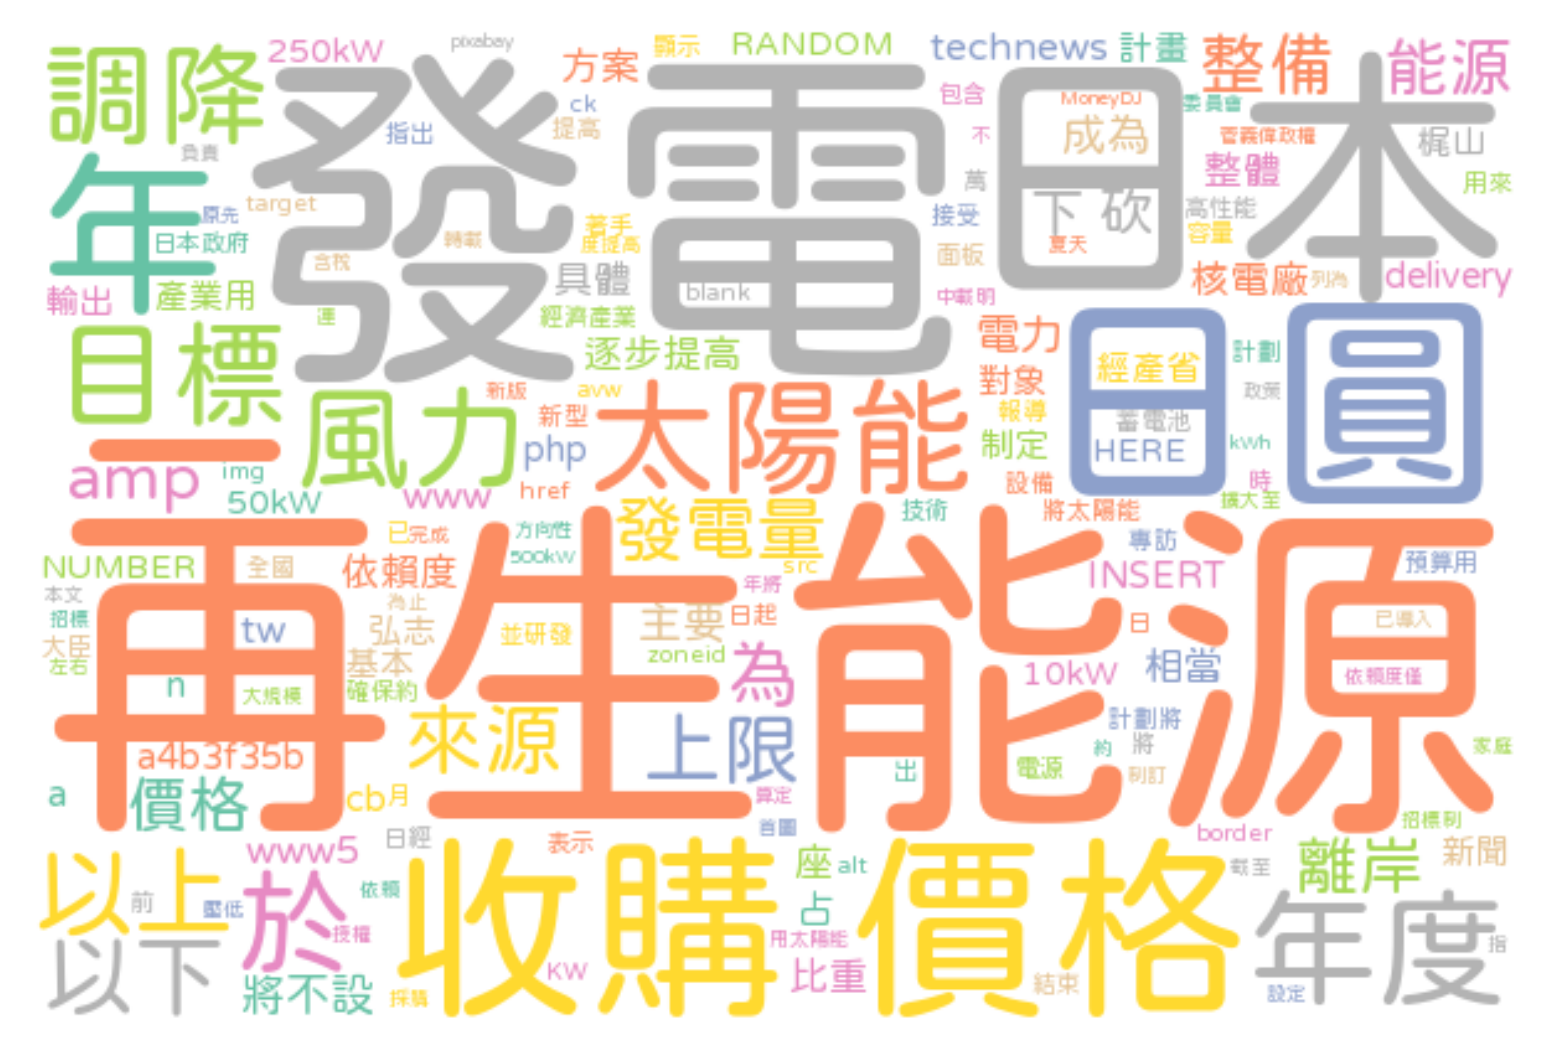 調降
250kW
pixabay
方案
顯示
RANDOM
technews
計畫
整備
能源
發電
日本
ck
指出
提高
包含
MoneyDJ
委員會
成為
不
菅義偉政權
梶山
負責
年
整體
萬
用來
target
原先
下砍
高性能
接受
著手
容量
日本政府
轉載
度提高
夏天
面板
含稅
具體
核電廠
列為
delivery
輸出
產業用
blank
中載明
運
經濟產業
目標
電力
日圓
逐步提高
計劃
經產省
對象
政策
新版
avw
風力
太陽能
新型
報導
蓄電池
php
制定
HERE
kWh
amp
img
www
href
設備
時
50kW
擴大至
發電量
技術
將太陽能
已完成
方向性
專訪
再生能源
NUMBER
全國
依賴度
500kW
src
INSERT
預算用
本文
年將
為止
招標
主要
日起
日
已導入
tw
弘志
並研發
大臣
左右
基本
zoneid
為
10kW
相當
依賴度僅
n
大規模
確保約
來源
上限
計劃將
約
將
家庭
a4b3f35b
出
電源
制訂
a
價格
cb
月
算定
首圖
招標制
border
日經
表示
www5
座
alt
截至
離岸
新聞
以上
於
收購價格
前
壓低
依賴
占
年度
授權
用太陽能
指
以下
KW
比重
結束
將不設
採購
設定